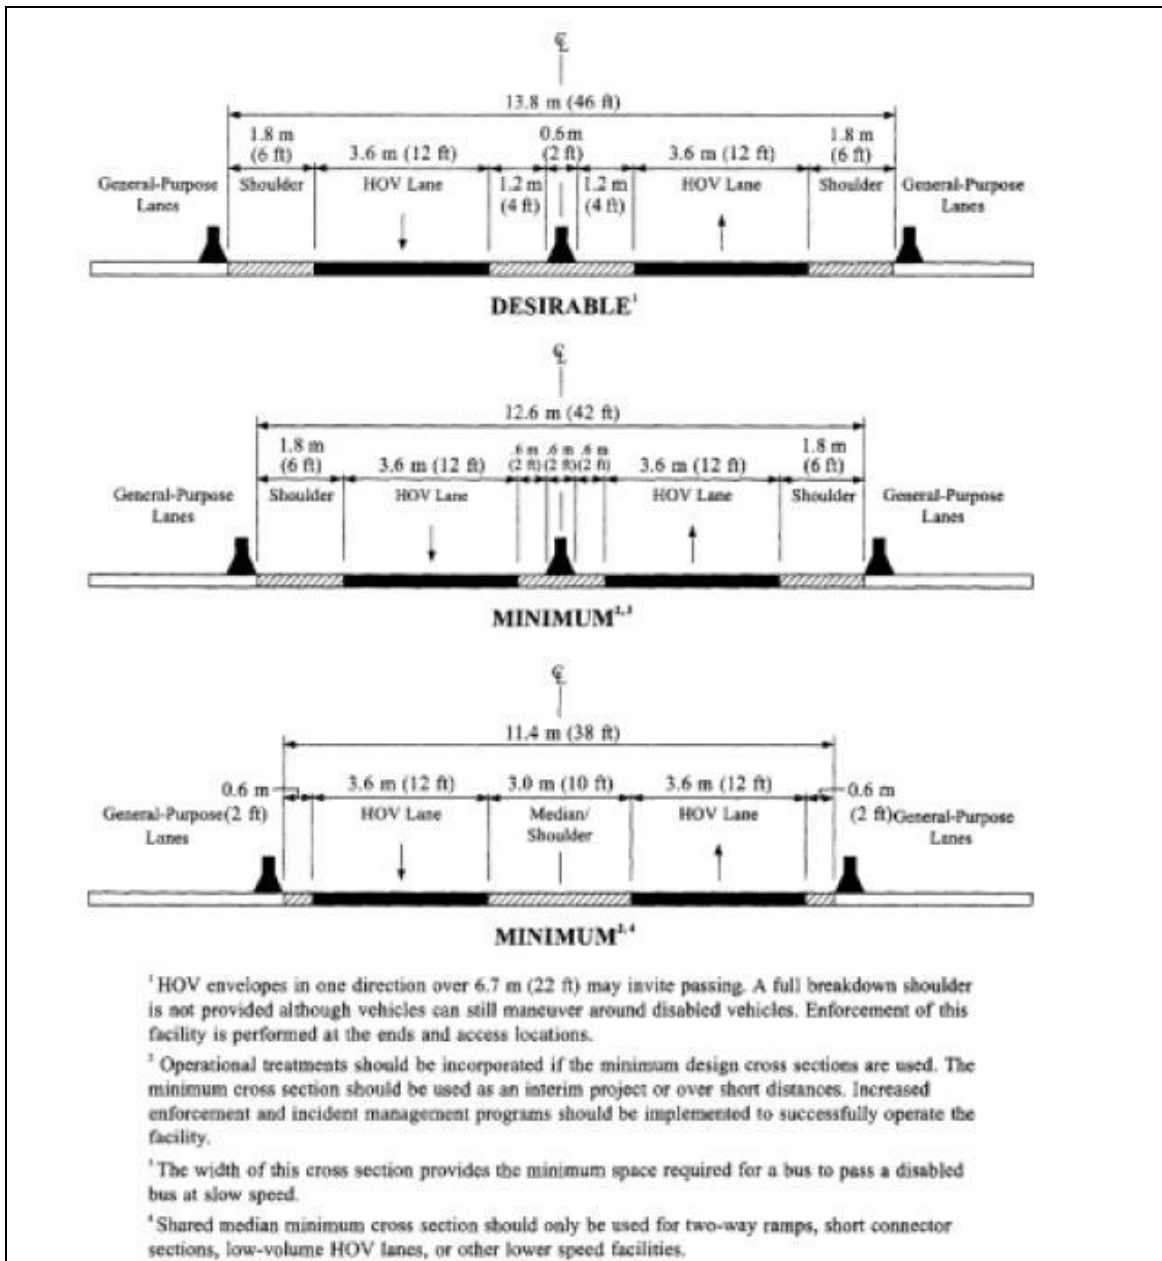 ℄
13.8 m (46 ft)
1.8 m
(6 ft)
3.6 m (12 ft)
0.6 m
(2 ft)
3.6 m (12 ft)
1.8 m
(6 ft)
General-Purpose
Lanes
Shoulder
HOV Lane
1.2 m
(4 ft)
1.2 m
(4 ft)
HOV Lane
Shoulder
General-Purpose
Lanes
DESIRABLE¹
℄
12.6 m (42 ft)
1.8 m
(6 ft)
3.6 m (12 ft)
.6 m .6 m .6 m
(2 ft) (2 ft) (2 ft)
3.6 m (12 ft)
1.8 m
(6 ft)
General-Purpose
Lanes
Shoulder
HOV Lane
HOV Lane
Shoulder
General-Purpose
Lanes
MINIMUM²,³
℄
11.4 m (38 ft)
0.6 m
3.6 m (12 ft)
3.0 m (10 ft)
3.6 m (12 ft)
0.6 m
General-Purpose (2 ft)
Lanes
HOV Lane
Median/
Shoulder
HOV Lane
(2 ft) General-Purpose
Lanes
MINIMUM²,⁴
¹ HOV envelopes in one direction over 6.7 m (22 ft) may invite passing. A full breakdown shoulder
is not provided although vehicles can still maneuver around disabled vehicles. Enforcement of this
facility is performed at the ends and access locations.
² Operational treatments should be incorporated if the minimum design cross sections are used. The
minimum cross section should be used as an interim project or over short distances. Increased
enforcement and incident management programs should be implemented to successfully operate the
facility.
³ The width of this cross section provides the minimum space required for a bus to pass a disabled
bus at slow speed.
⁴ Shared median minimum cross section should only be used for two-way ramps, short connector
sections, low-volume HOV lanes, or other lower speed facilities.